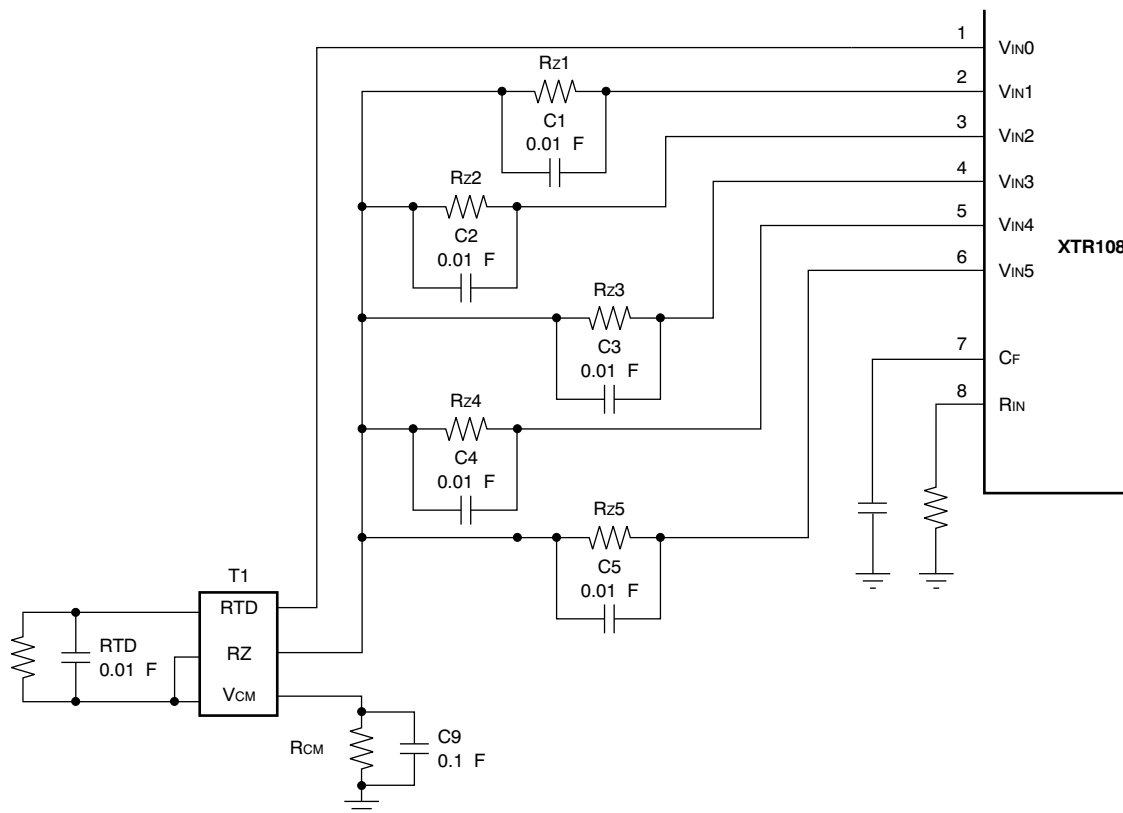 1
VIN0
RZ1
2
VIN1
C1
0.01 F
3
VIN2
RZ2
4
VIN3
C2
0.01 F
5
VIN4
XTR108
6
VIN5
RZ3
C3
0.01 F
7
CF
8
RIN
RZ4
C4
0.01 F
RZ5
C5
0.01 F
T1
RTD
RTD
0.01 F
RZ
VCM
RCM
C9
0.1 F